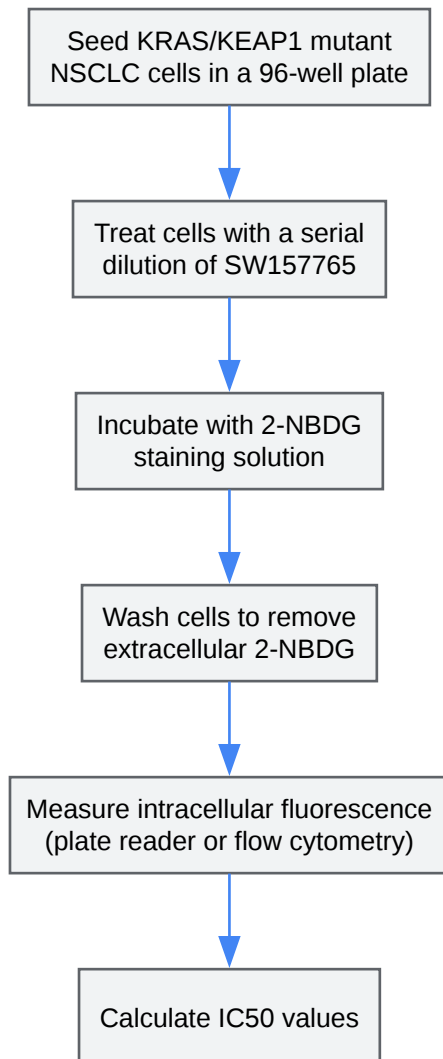 Seed KRAS/KEAP1 mutant
NSCLC cells in a 96-well plate
Treat cells with a serial
dilution of SW157765
Incubate with 2-NBDG
staining solution
Wash cells to remove
extracellular 2-NBDG
Measure intracellular fluorescence
(plate reader or flow cytometry)
Calculate IC50 values